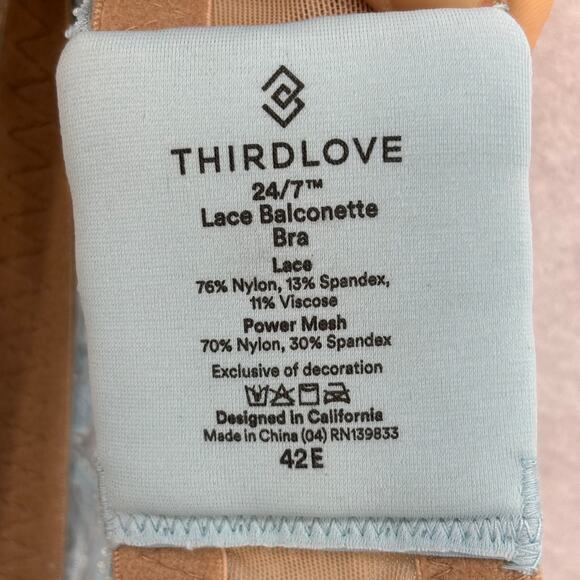 THIRDLOVE
24/7™
Lace Balconette
Bra
Lace
76% Nylon, 13% Spandex,
11% Viscose
Power Mesh
70% Nylon, 30% Spandex
Exclusive of decoration
Designed in California
Made in China (04) RN139833
42E